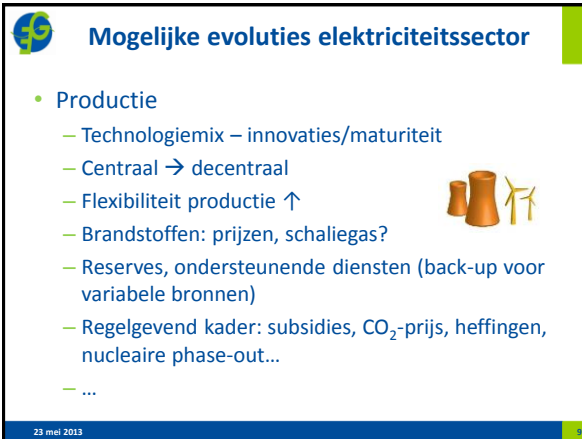 Mogelijke evoluties elektriciteitssector
• Productie
– Technologiemix – innovaties/maturiteit
– Centraal → decentraal
– Flexibiliteit productie ↑
– Brandstoffen: prijzen, schaliegas?
– Reserves, ondersteunende diensten (back-up voor
variabele bronnen)
– Regelgevend kader: subsidies, CO₂-prijs, heffingen,
nucleaire phase-out…
– …
23 mei 2013
9